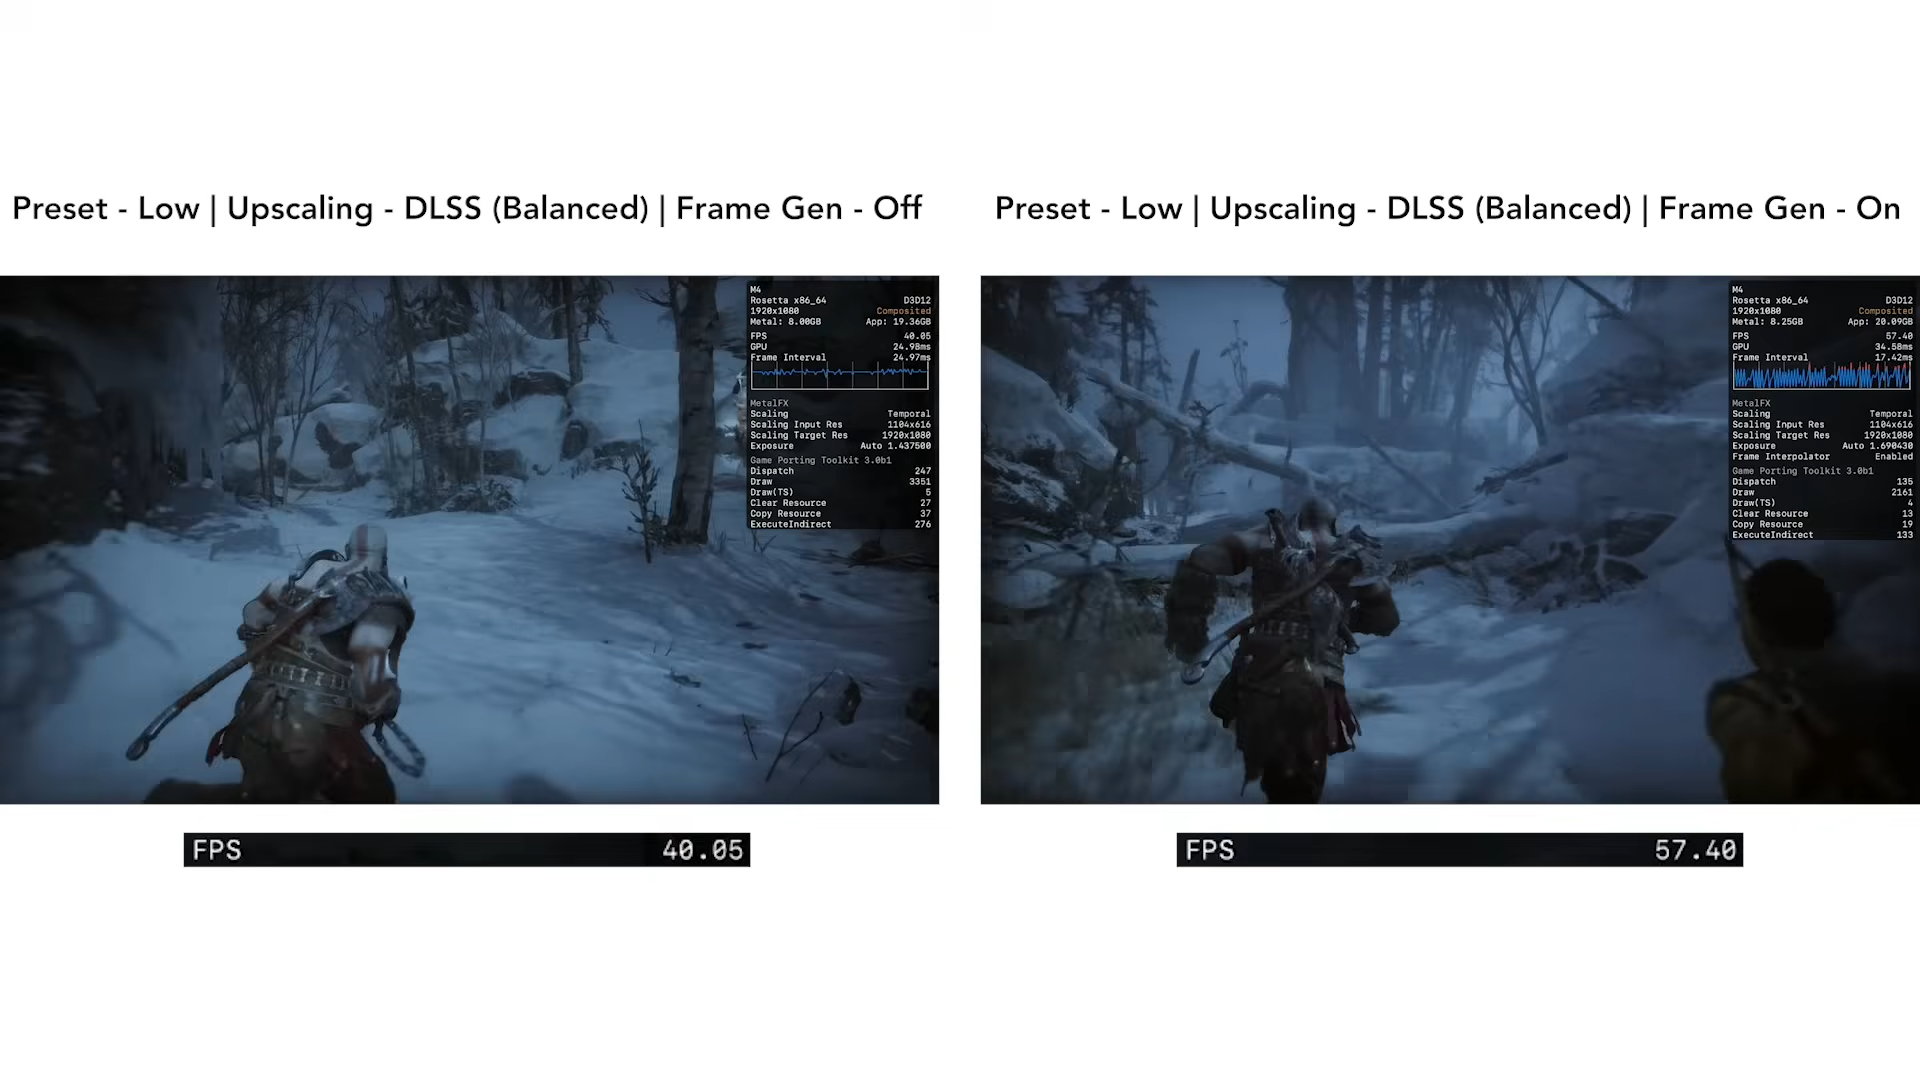 Preset - Low | Upscaling - DLSS (Balanced) | Frame Gen - Off
Preset - Low | Upscaling - DLSS (Balanced) | Frame Gen - On
M4
Rosetta x86_64 D3D12
1920x1080 Composited
Metal: 8.00GB App: 19.36GB
FPS 40.05
GPU 24.98ms
Frame Interval 24.97ms
MetalFX
Scaling Temporal
Scaling Input Res 1104x616
Scaling Target Res 1920x1080
Exposure Auto 1.437500
Game Porting Toolkit 3.0b1
Dispatch 247
Draw 3351
Draw(TS) 5
Clear Resource 27
Copy Resource 37
ExecuteIndirect 276
M4
Rosetta x86_64 D3D12
1920x1080 Composited
Metal: 8.25GB App: 20.09GB
FPS 57.40
GPU 34.58ms
Frame Interval 17.42ms
MetalFX
Scaling Temporal
Scaling Input Res 1104x616
Scaling Target Res 1920x1080
Exposure Auto 1.690430
Frame Interpolator Enabled
Game Porting Toolkit 3.0b1
Dispatch 135
Draw 2161
Draw(TS) 4
Clear Resource 13
Copy Resource 19
ExecuteIndirect 133
FPS 40.05
FPS 57.40